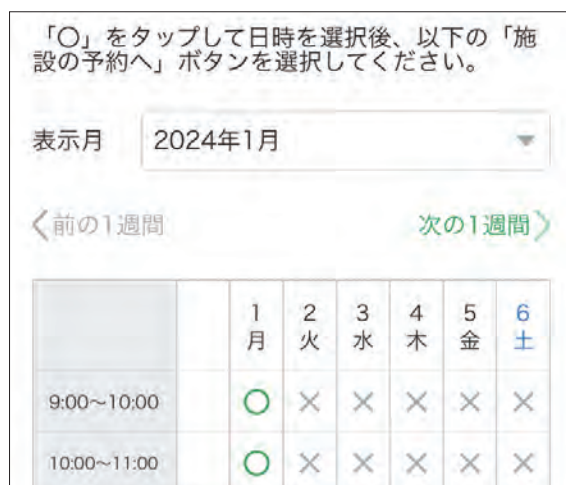 「〇」をタップして日時を選択後、以下の「施
設の予約へ」ボタンを選択してください。
表示月 2024年1月
前の1週間 次の1週間
1 2 3 4 5 6
月 火 水 木 金 土
9:00〜10:00 〇 × × × × ×
10:00〜11:00 〇 × × × × ×